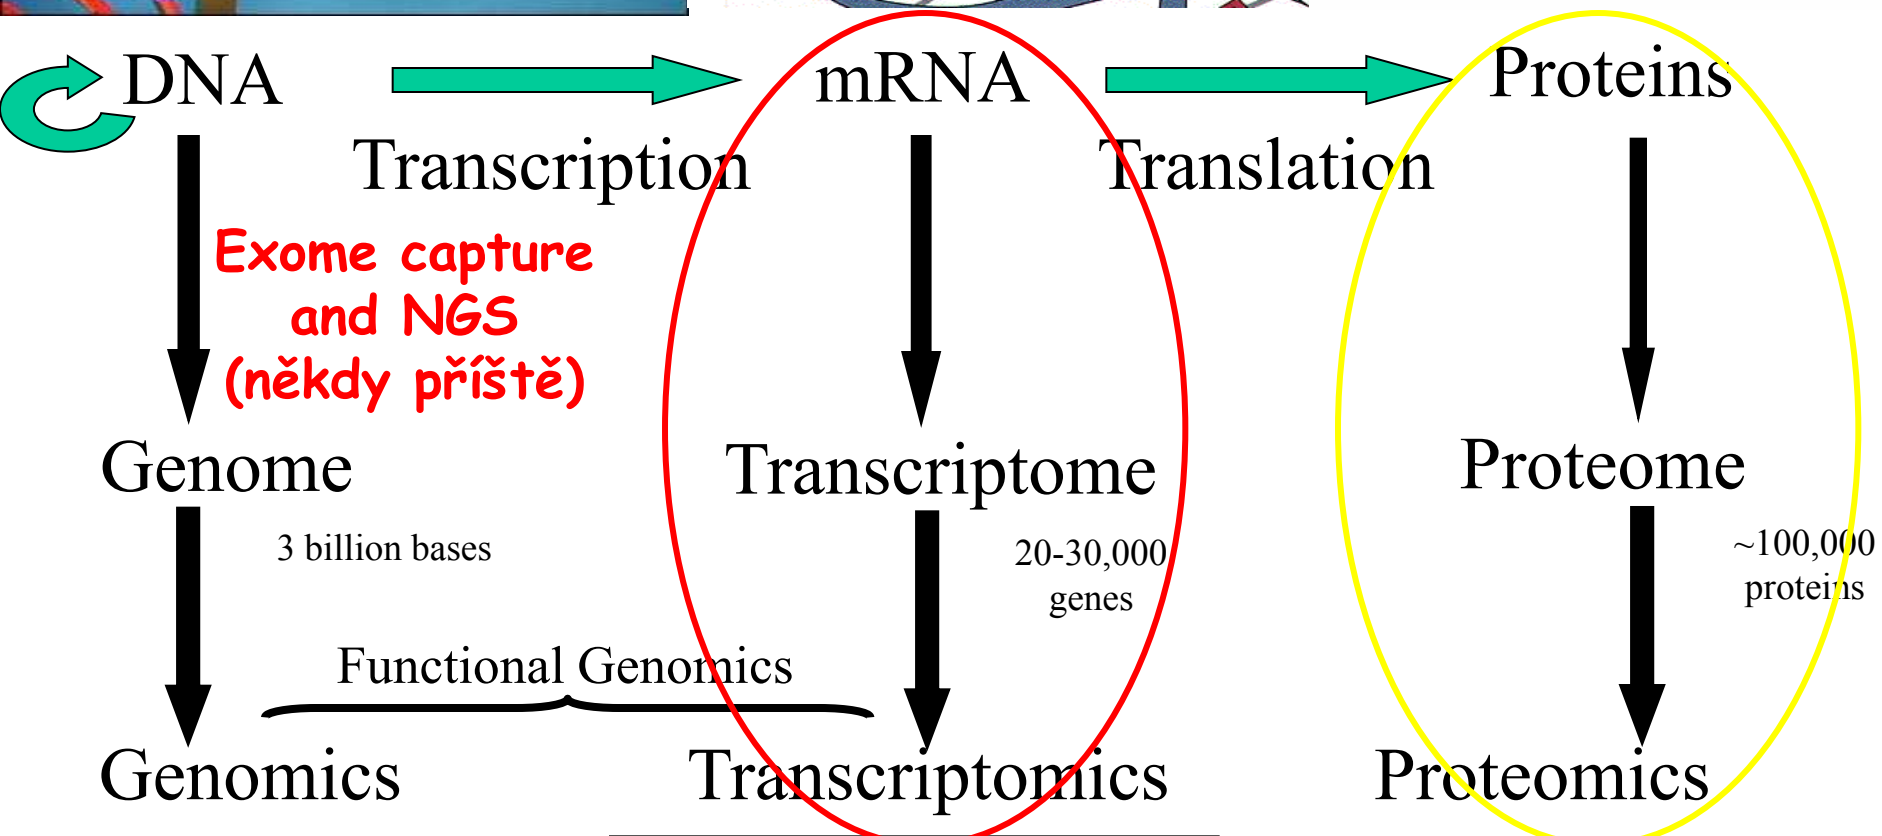 DNA
mRNA
Proteins
Transcription
Translation
Exome capture
and NGS
(někdy příště)
Genome
Transcriptome
Proteome
3 billion bases
20-30,000
genes
~100,000
proteins
Functional Genomics
Genomics
Transcriptomics
Proteomics